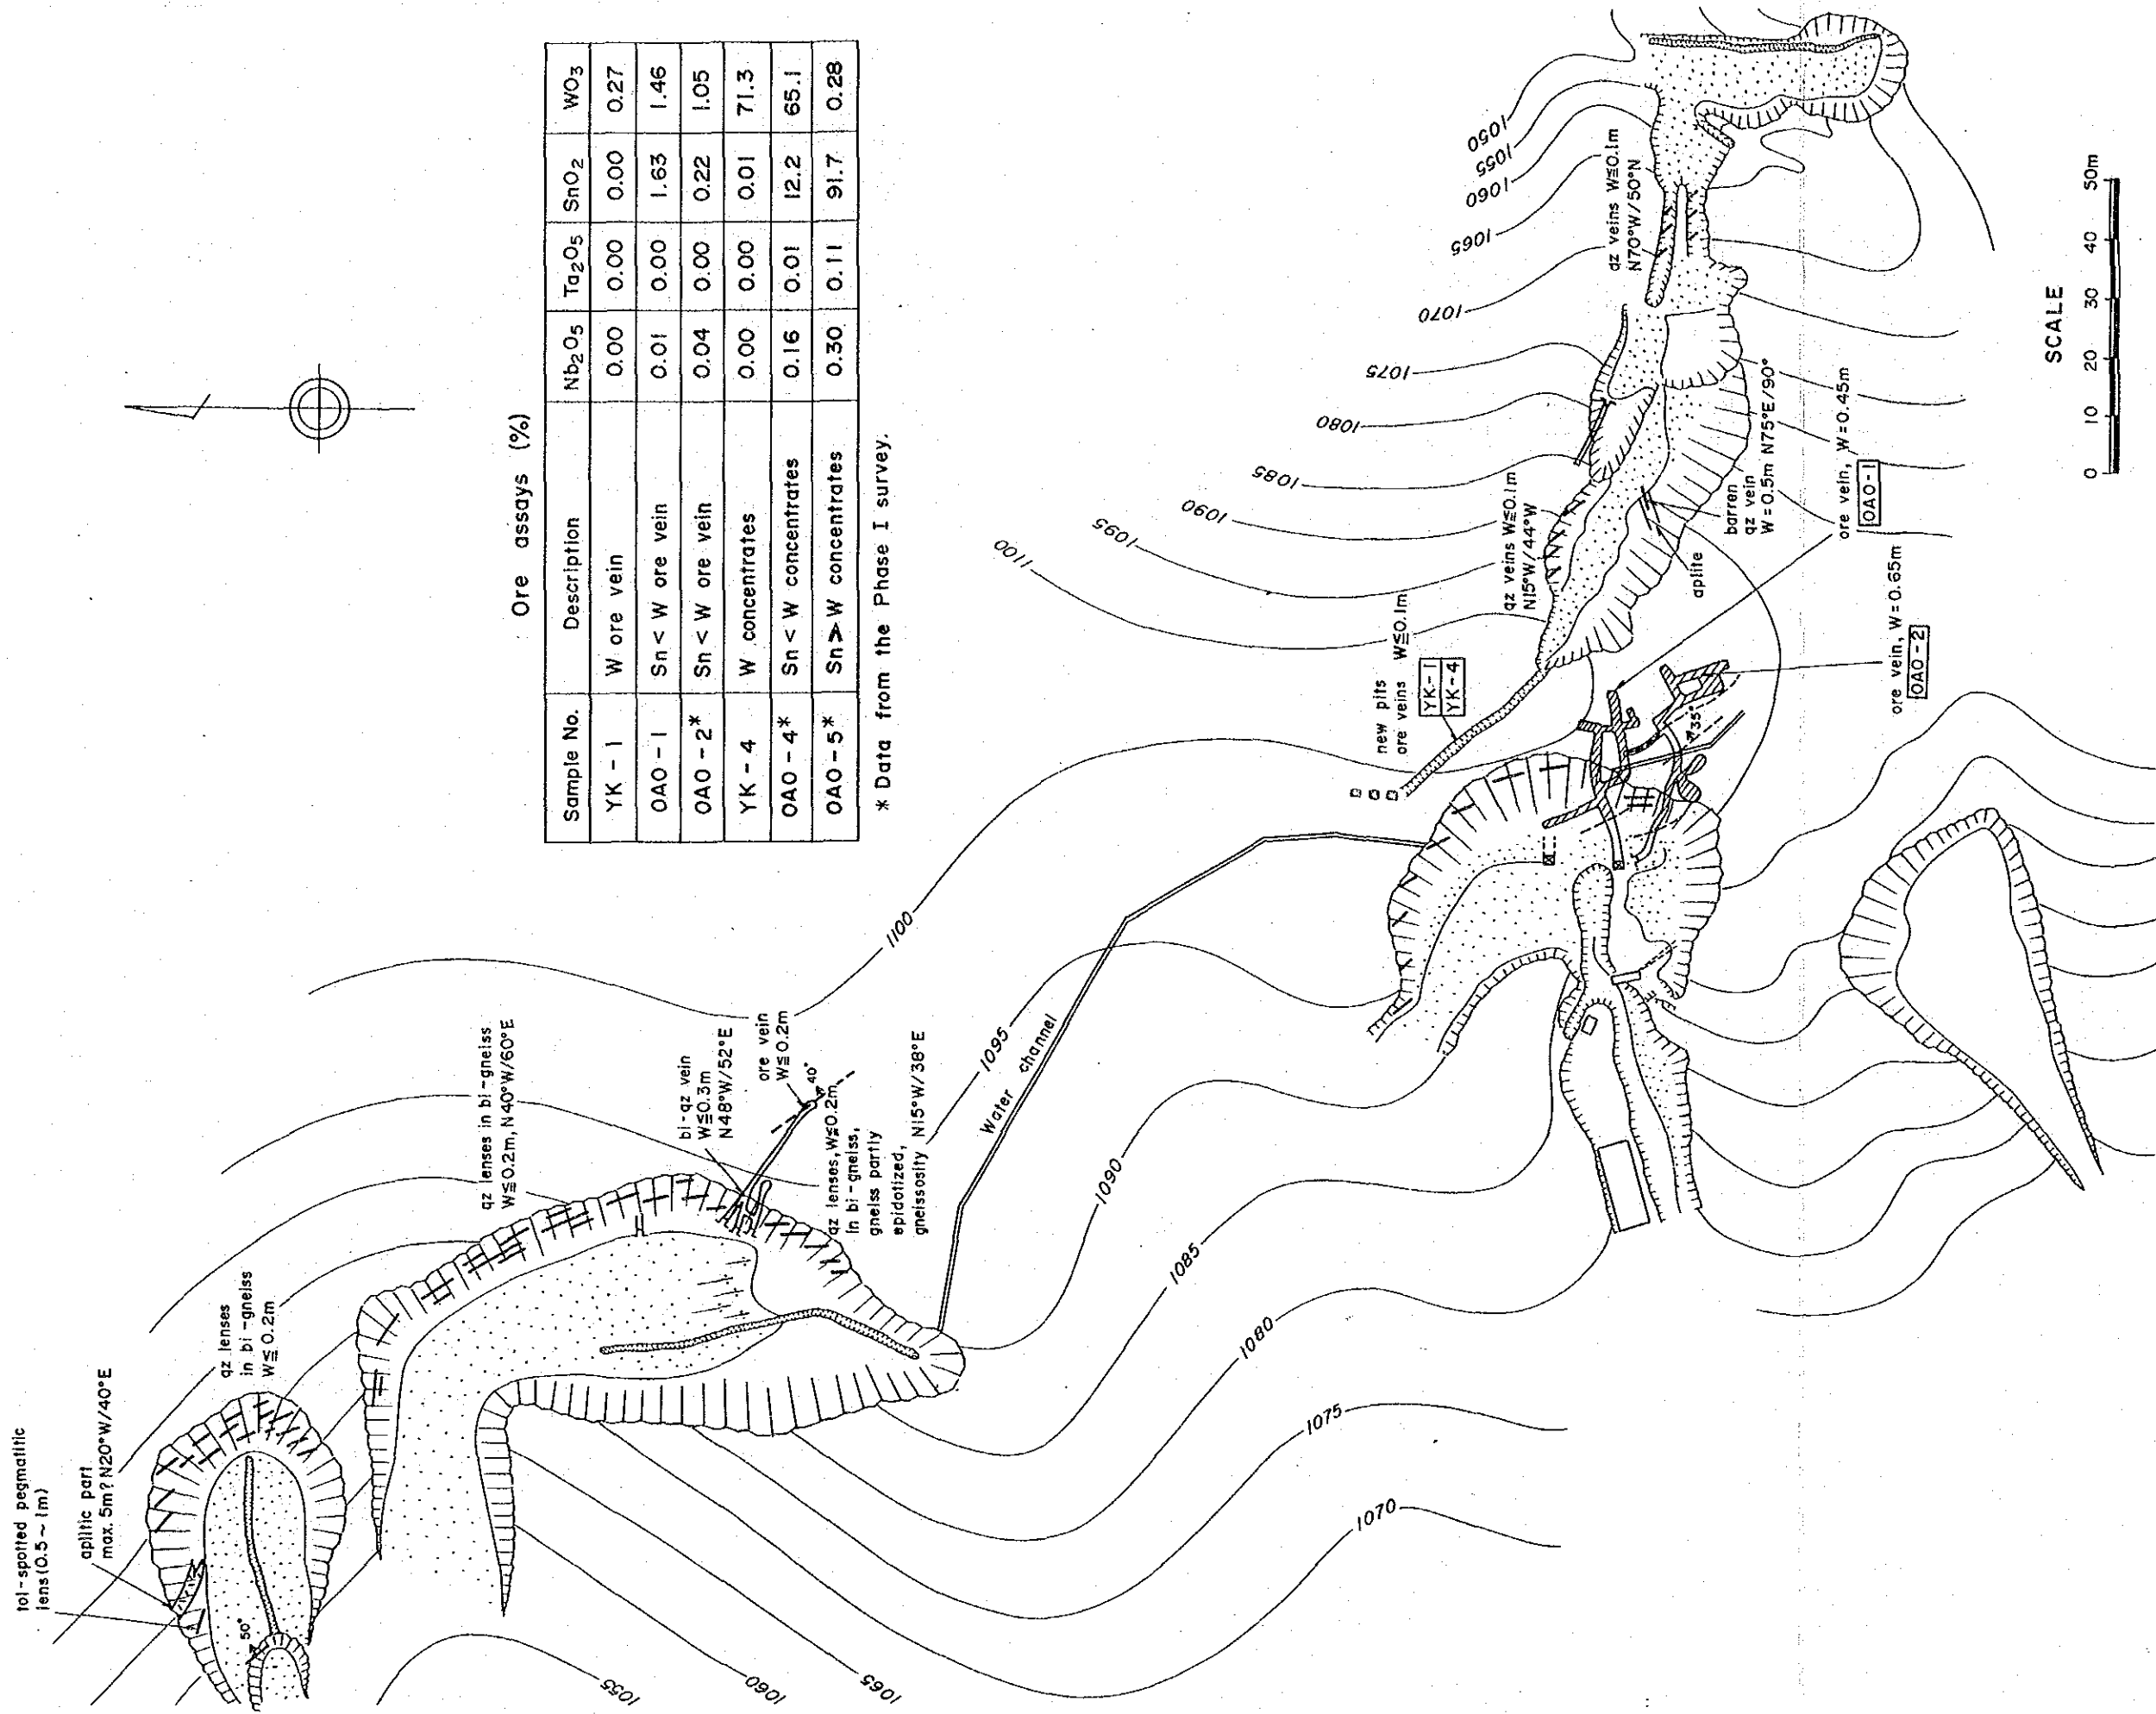 Ore assays (%)
Sample No. Description Nb2O5 Ta2O5 SnO2 WO3
YK-1 W ore vein 0.00 0.00 0.00 0.27
OAO-1 Sn < W ore vein 0.01 0.00 1.63 1.46
OAO-2* Sn < W ore vein 0.04 0.00 0.22 1.05
YK-4 W concentrates 0.00 0.00 0.01 71.3
OAO-4* Sn < W concentrates 0.16 0.01 12.2 65.1
OAO-5* Sn > W concentrates 0.30 0.11 91.7 0.28
* Data from the Phase I survey.
tol-spotted pegmatitic
lens (0.5 ~ 1m)
aplitic part
max. 5m? N20°W/40°E
qz lenses
in bi-gneiss
W≦0.2m
50°
qz lenses in bi-gneiss
W≦0.2m, N40°W/60°E
bi-qz vein
W≦0.3m
N48°W/52°E
ore vein
W≦0.2m
40°
qz lenses, W≦0.2m
in bi-gneiss,
gneiss partly
epidotized,
gneissosity N15°W/38°E
Water channel
1100
1095
1090
1085
1080
1075
1070
1065
1060
1055
new pits
ore veins W≦0.1m
YK-1
YK-4
qz veins W≦0.1m
N15°W/44°W
qz veins W≦0.1m
N70°W/50°N
1050
1055
1060
1065
1070
1075
1080
1085
1090
1095
1100
aplite
barren
qz vein
W=0.5m N75°E/90°
ore vein, W=0.45m
OAO-1
ore vein, W=0.65m
OAO-2
35°
SCALE
0 10 20 30 40 50m